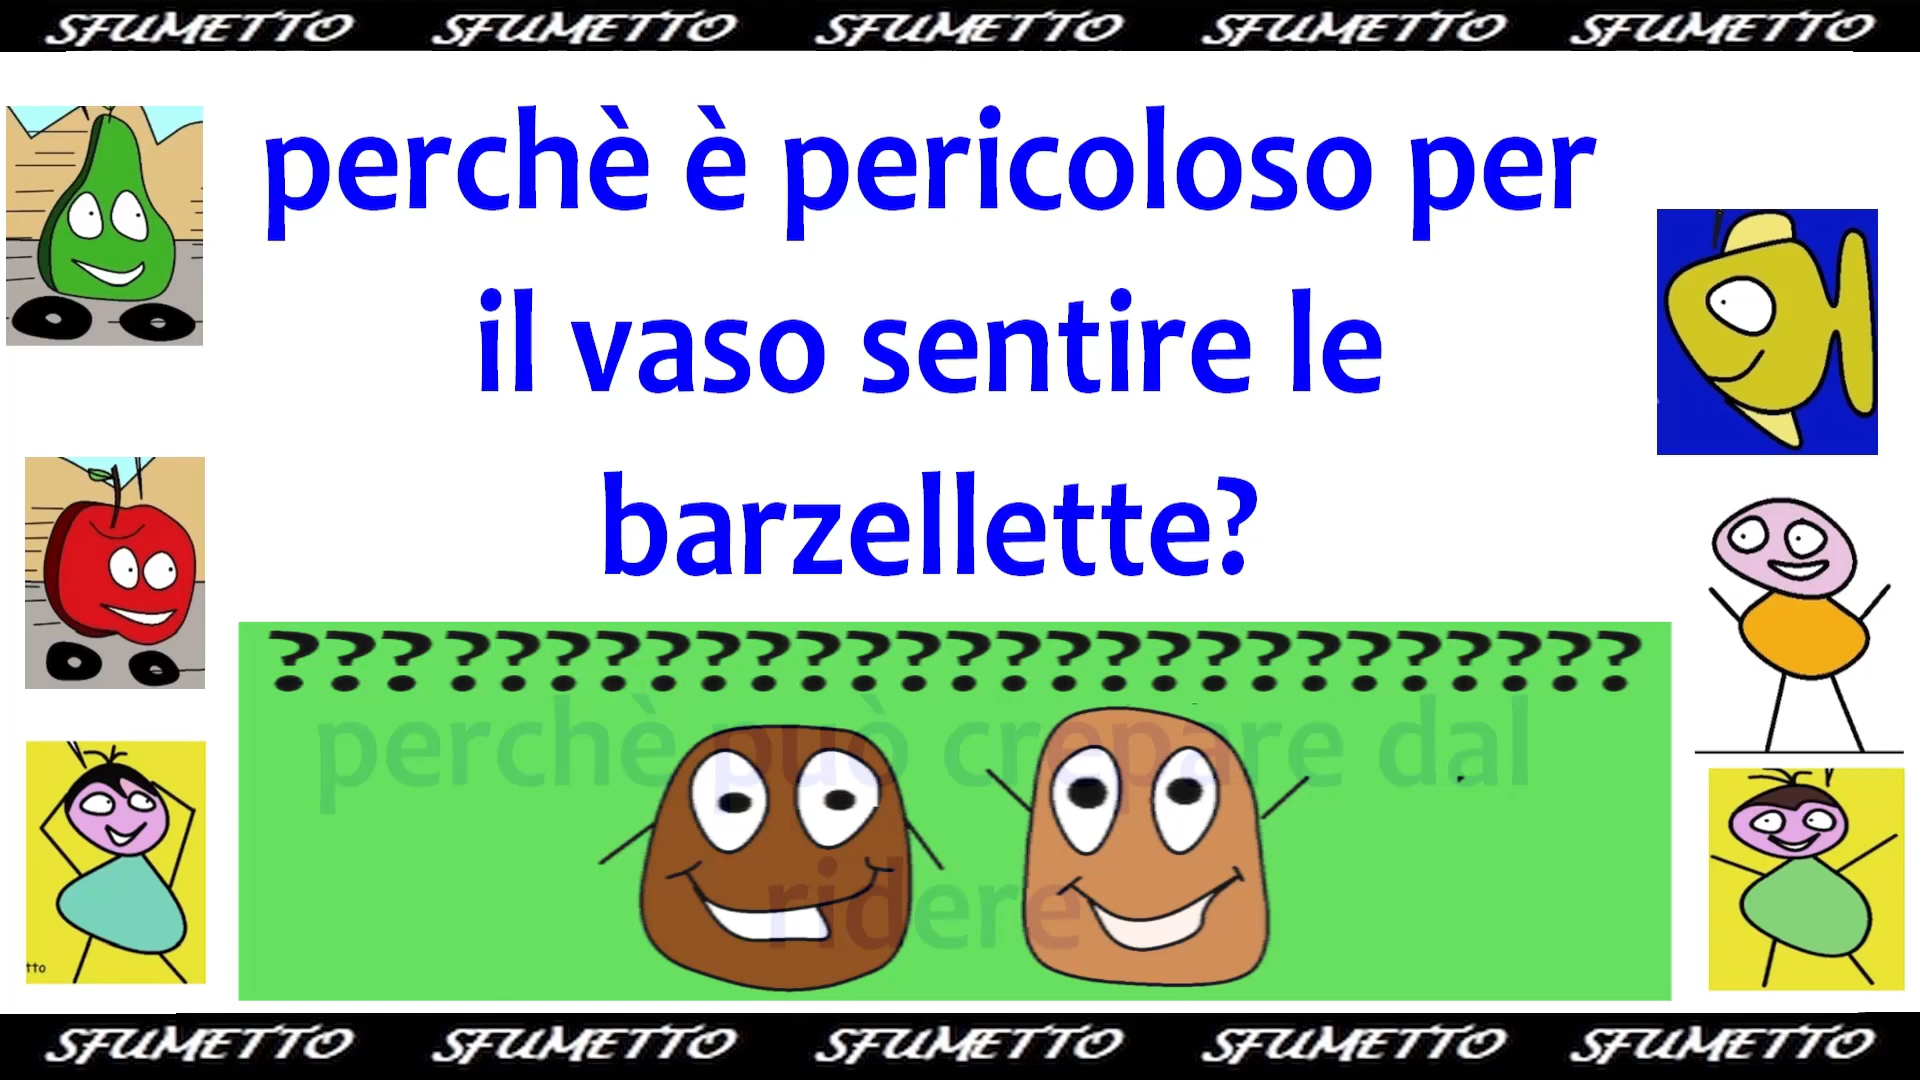 SFUMETTO SFUMETTO SFUMETTO SFUMETTO SFUMETTO
perchè è pericoloso per
il vaso sentire le
barzellette?
???????????????????????????
perchè può crepare dal
ridere
tto
SFUMETTO SFUMETTO SFUMETTO SFUMETTO SFUMETTO